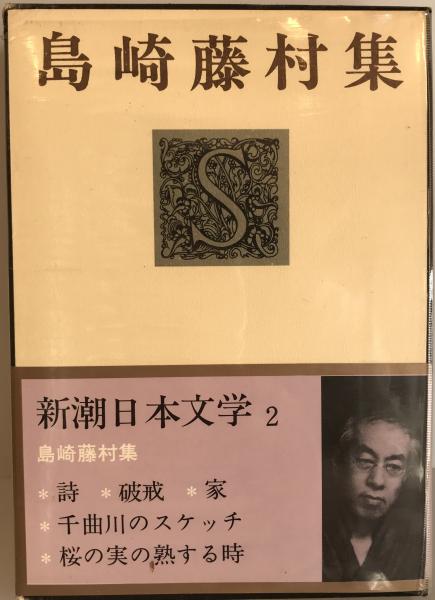 島崎藤村集
S
新潮日本文学 2
島崎藤村集
*詩 *破戒 *家
*千曲川のスケッチ
*桜の実の熟する時